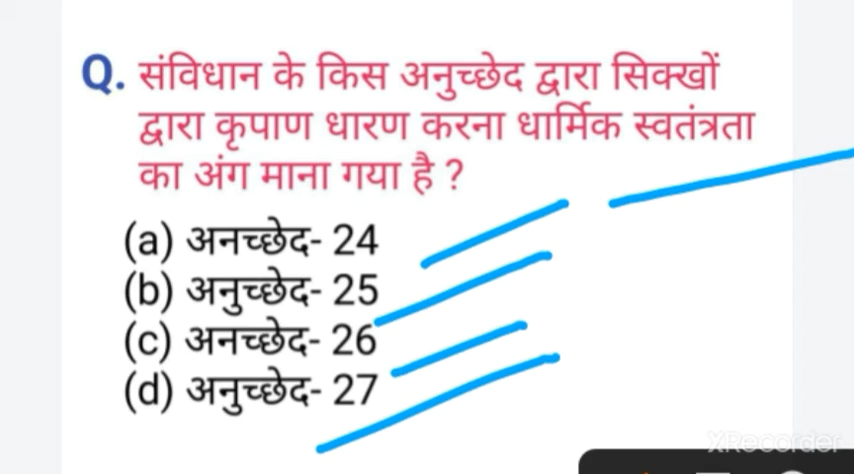 Q. संविधान के किस अनुच्छेद द्वारा सिक्खों
द्वारा कृपाण धारण करना धार्मिक स्वतंत्रता
का अंग माना गया है ?
(a) अनच्छेद- 24
(b) अनुच्छेद- 25
(c) अनच्छेद- 26
(d) अनुच्छेद- 27
XRecorder